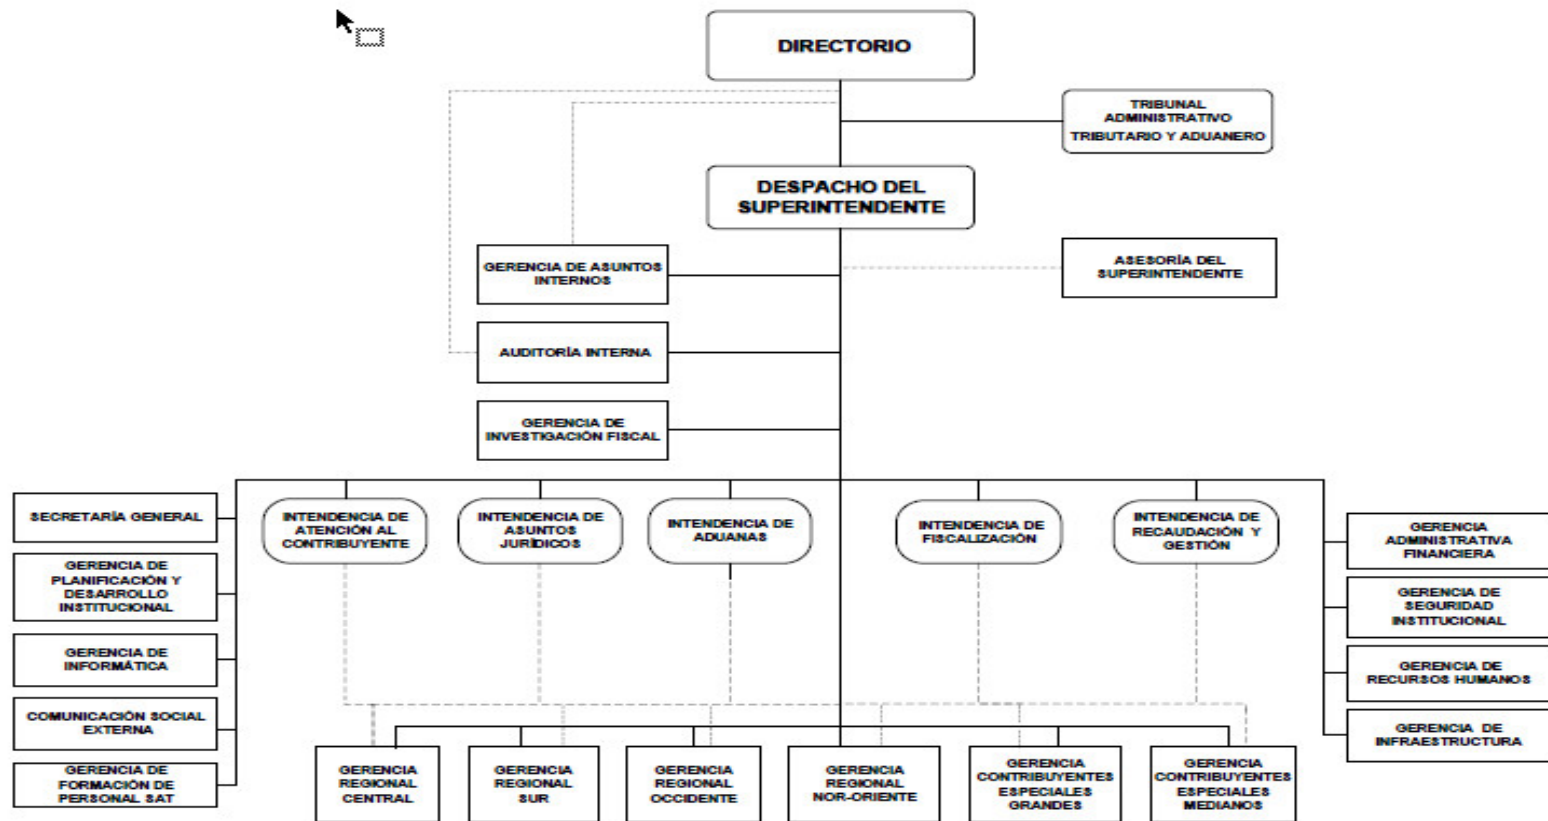 DIRECTORIO
TRIBUNAL
ADMINISTRATIVO
TRIBUTARIO Y ADUANERO
DESPACHO DEL
SUPERINTENDENTE
GERENCIA DE ASUNTOS
INTERNOS
ASESORÍA DEL
SUPERINTENDENTE
AUDITORÍA INTERNA
GERENCIA DE
INVESTIGACIÓN FISCAL
SECRETARÍA GENERAL
GERENCIA DE
PLANIFICACIÓN Y
DESARROLLO
INSTITUCIONAL
GERENCIA DE
INFORMÁTICA
COMUNICACIÓN SOCIAL
EXTERNA
GERENCIA DE
FORMACIÓN DE
PERSONAL SAT
INTENDENCIA DE
ATENCIÓN AL
CONTRIBUYENTE
INTENDENCIA DE
ASUNTOS
JURÍDICOS
INTENDENCIA DE
ADUANAS
INTENDENCIA DE
FISCALIZACIÓN
INTENDENCIA DE
RECAUDACIÓN Y
GESTIÓN
GERENCIA
ADMINISTRATIVA
FINANCIERA
GERENCIA DE
SEGURIDAD
INSTITUCIONAL
GERENCIA DE
RECURSOS HUMANOS
GERENCIA DE
INFRAESTRUCTURA
GERENCIA
REGIONAL
CENTRAL
GERENCIA
REGIONAL
SUR
GERENCIA
REGIONAL
OCCIDENTE
GERENCIA
REGIONAL
NOR-ORIENTE
GERENCIA
CONTRIBUYENTES
ESPECIALES
GRANDES
GERENCIA
CONTRIBUYENTES
ESPECIALES
MEDIANOS